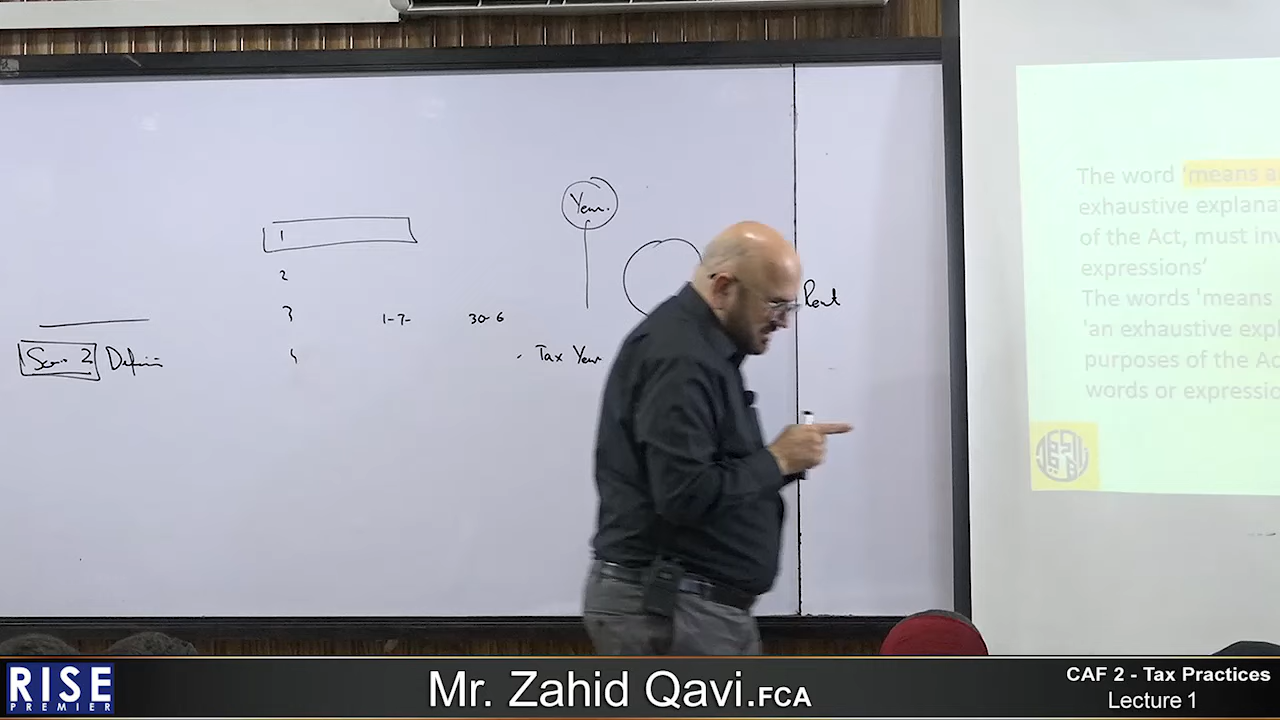 Year.
1
2
3 1-7- 30-6
4
Tax Year
Rent
2
The word 'means a
exhaustive explana
of the Act, must inv
expressions'
The words 'means
'an exhaustive exp
purposes of the Ac
words or expressio
RISE
PREMIER
Mr. Zahid Qavi.FCA
CAF 2 - Tax Practices
Lecture 1